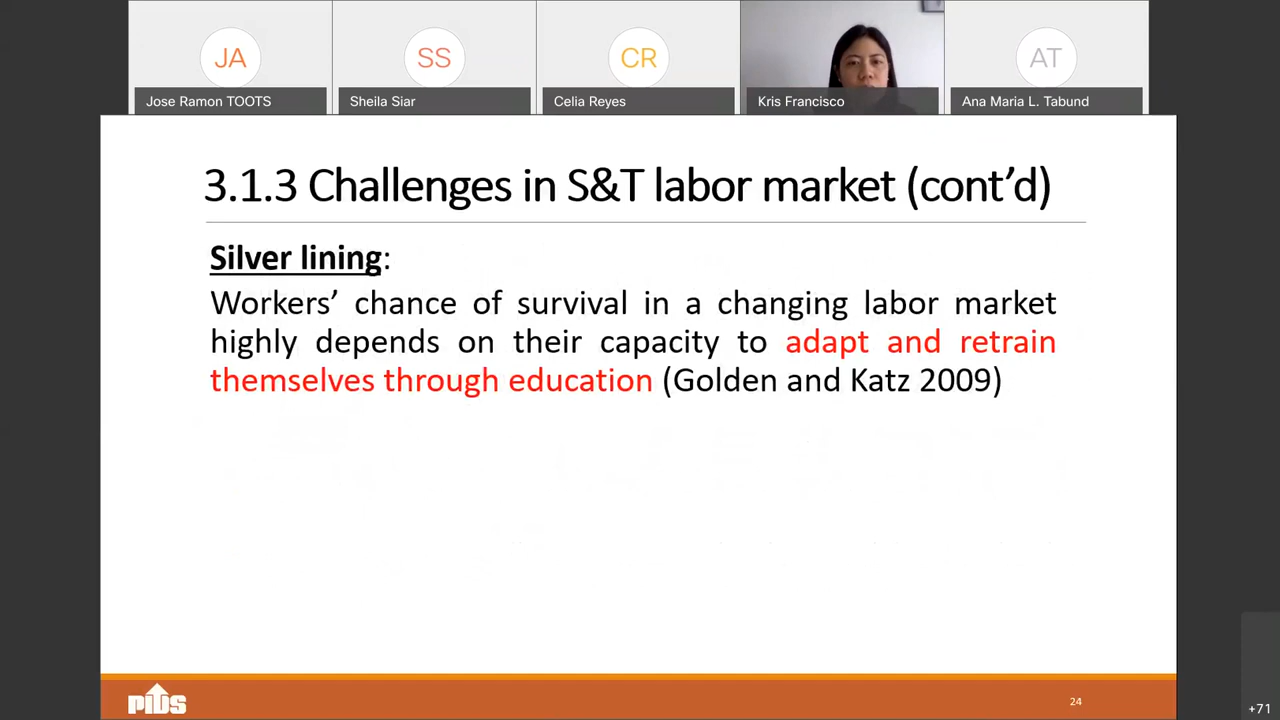 JA
SS
CR
AT
Jose Ramon TOOTS
Sheila Siar
Celia Reyes
Kris Francisco
Ana Maria L. Tabund
3.1.3 Challenges in S&T labor market (cont’d)
Silver lining:
Workers’ chance of survival in a changing labor market
highly depends on their capacity to adapt and retrain
themselves through education (Golden and Katz 2009)
PIDS
24
+71